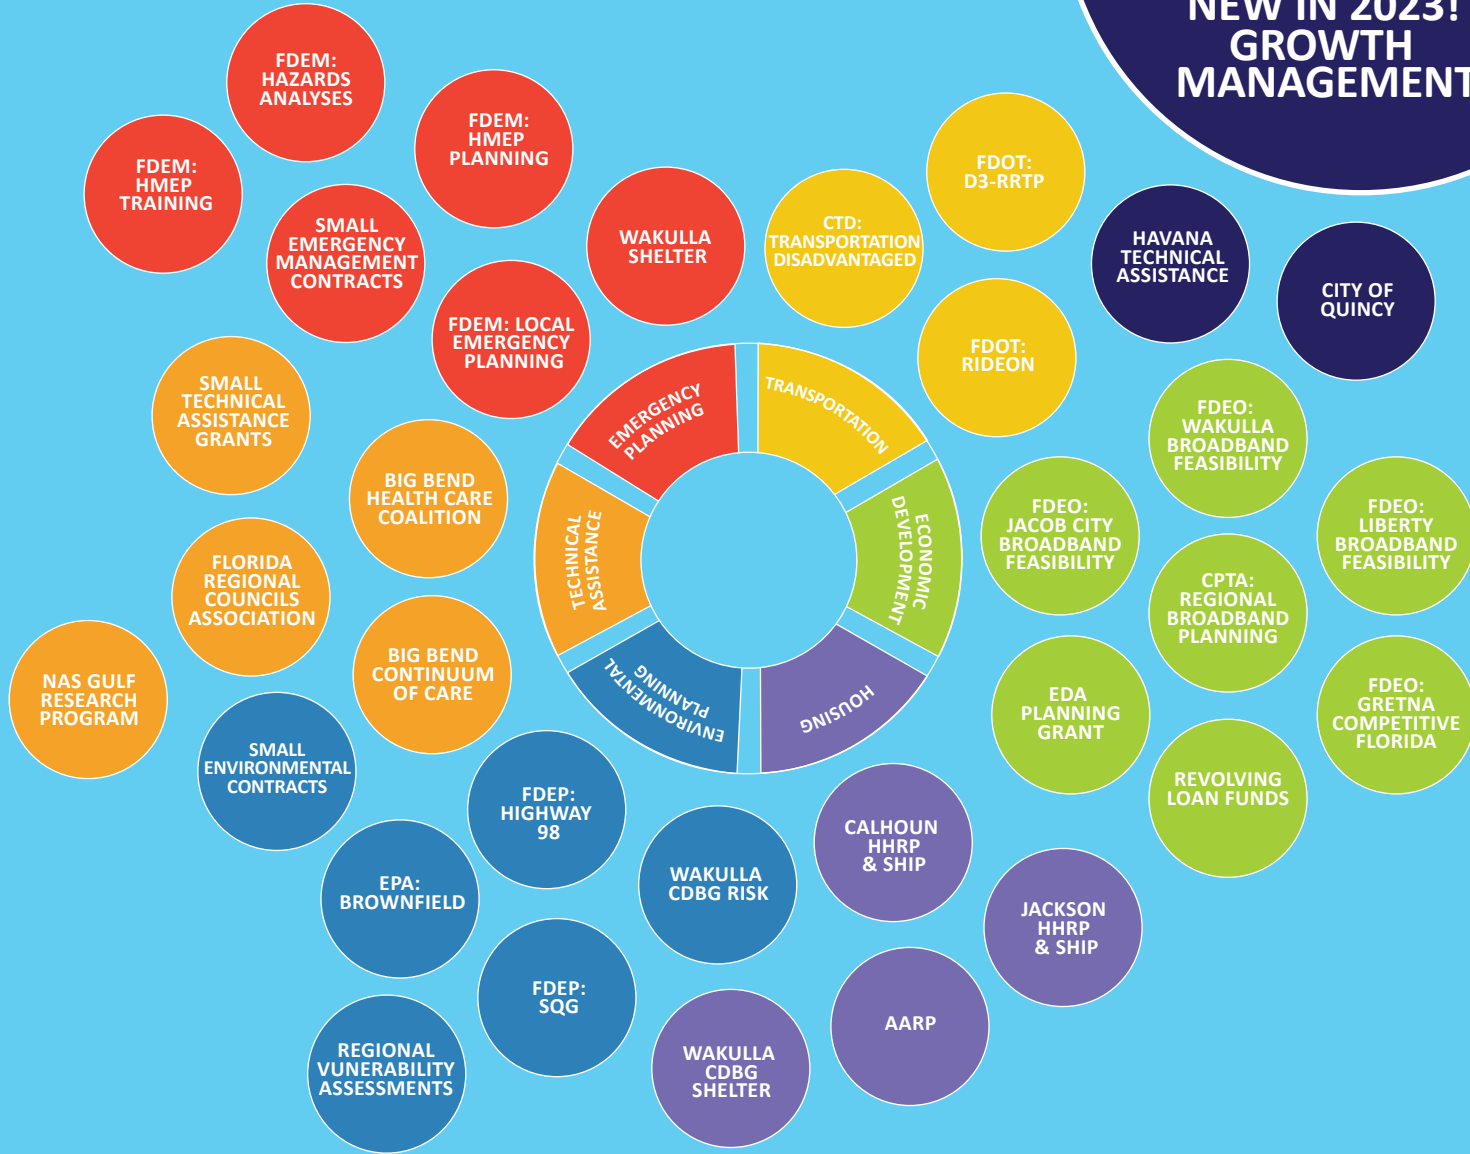 NEW IN 2023!
GROWTH
MANAGEMENT
FDEM:
HAZARDS
ANALYSES
FDEM:
HMEP
PLANNING
FDEM:
HMEP
TRAINING
SMALL
EMERGENCY
MANAGEMENT
CONTRACTS
WAKULLA
SHELTER
FDEM: LOCAL
EMERGENCY
PLANNING
CTD:
TRANSPORTATION
DISADVANTAGED
FDOT:
D3-RRTP
FDOT:
RIDEON
HAVANA
TECHNICAL
ASSISTANCE
CITY OF
QUINCY
SMALL
TECHNICAL
ASSISTANCE
GRANTS
BIG BEND
HEALTH CARE
COALITION
FLORIDA
REGIONAL
COUNCILS
ASSOCIATION
BIG BEND
CONTINUUM
OF CARE
NAS GULF
RESEARCH
PROGRAM
EMERGENCY
PLANNING
TRANSPORTATION
ECONOMIC
DEVELOPMENT
HOUSING
ENVIRONMENTAL
PLANNING
TECHNICAL
ASSISTANCE
FDEO:
WAKULLA
BROADBAND
FEASIBILITY
FDEO:
JACOB CITY
BROADBAND
FEASIBILITY
FDEO:
LIBERTY
BROADBAND
FEASIBILITY
CPTA:
REGIONAL
BROADBAND
PLANNING
EDA
PLANNING
GRANT
FDEO:
GRETNA
COMPETITIVE
FLORIDA
REVOLVING
LOAN FUNDS
SMALL
ENVIRONMENTAL
CONTRACTS
FDEP:
HIGHWAY
98
EPA:
BROWNFIELD
WAKULLA
CDBG RISK
FDEP:
SQG
REGIONAL
VUNERABILITY
ASSESSMENTS
CALHOUN
HHRP
& SHIP
JACKSON
HHRP
& SHIP
AARP
WAKULLA
CDBG
SHELTER